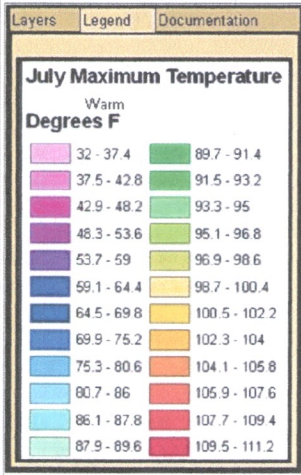 Layers Legend Documentation
July Maximum Temperature
Warm
Degrees F
32 - 37.4 89.7 - 91.4
37.5 - 42.8 91.5 - 93.2
42.9 - 48.2 93.3 - 95
48.3 - 53.6 95.1 - 96.8
53.7 - 59 96.9 - 98.6
59.1 - 64.4 98.7 - 100.4
64.5 - 69.8 100.5 - 102.2
69.9 - 75.2 102.3 - 104
75.3 - 80.6 104.1 - 105.8
80.7 - 86 105.9 - 107.6
86.1 - 87.8 107.7 - 109.4
87.9 - 89.6 109.5 - 111.2